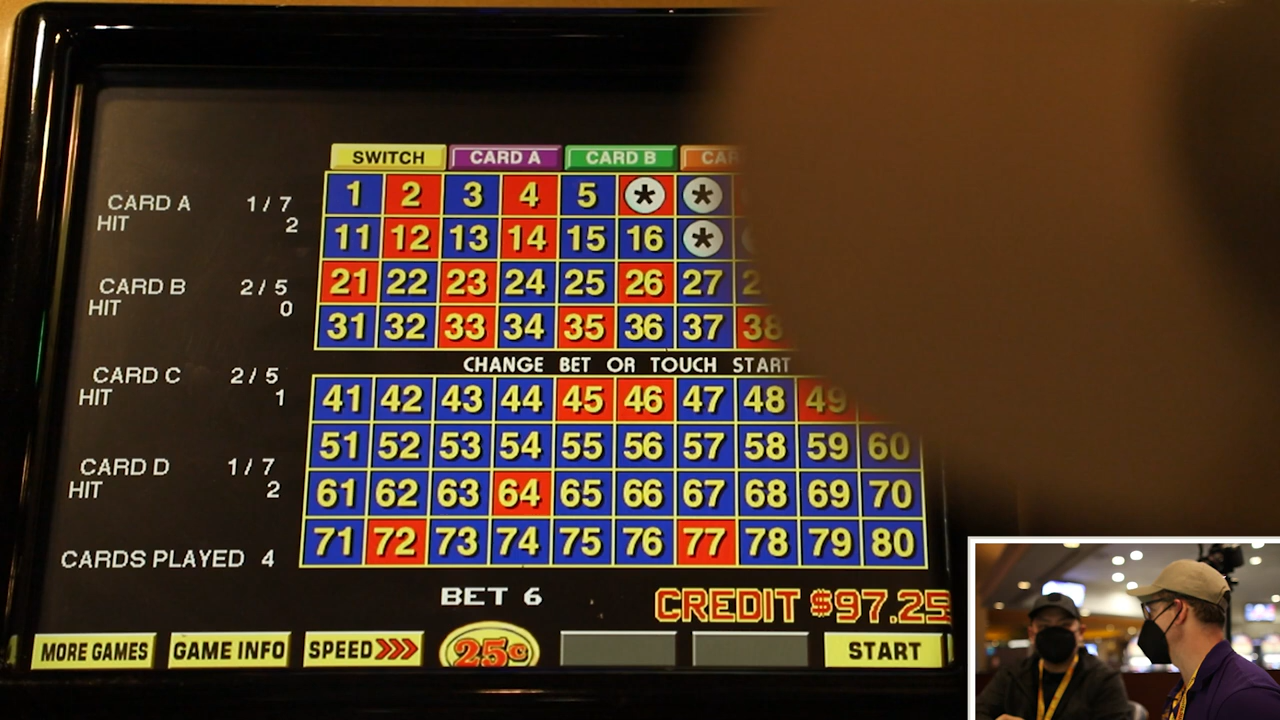 SWITCH CARD A CARD B
CARD A 1/7
HIT 2
CARD B 2/5
HIT 0
CARD C 2/5
HIT 1
CARD D 1/7
HIT 2
CARDS PLAYED 4
1 2 3 4 5 * *
11 12 13 14 15 16 *
21 22 23 24 25 26 27
31 32 33 34 35 36 37 38
CHANGE BET OR TOUCH START
41 42 43 44 45 46 47 48 49
51 52 53 54 55 56 57 58 59 60
61 62 63 64 65 66 67 68 69 70
71 72 73 74 75 76 77 78 79 80
BET 6 CREDIT $97.25
MORE GAMES GAME INFO SPEED>>> 25¢ START